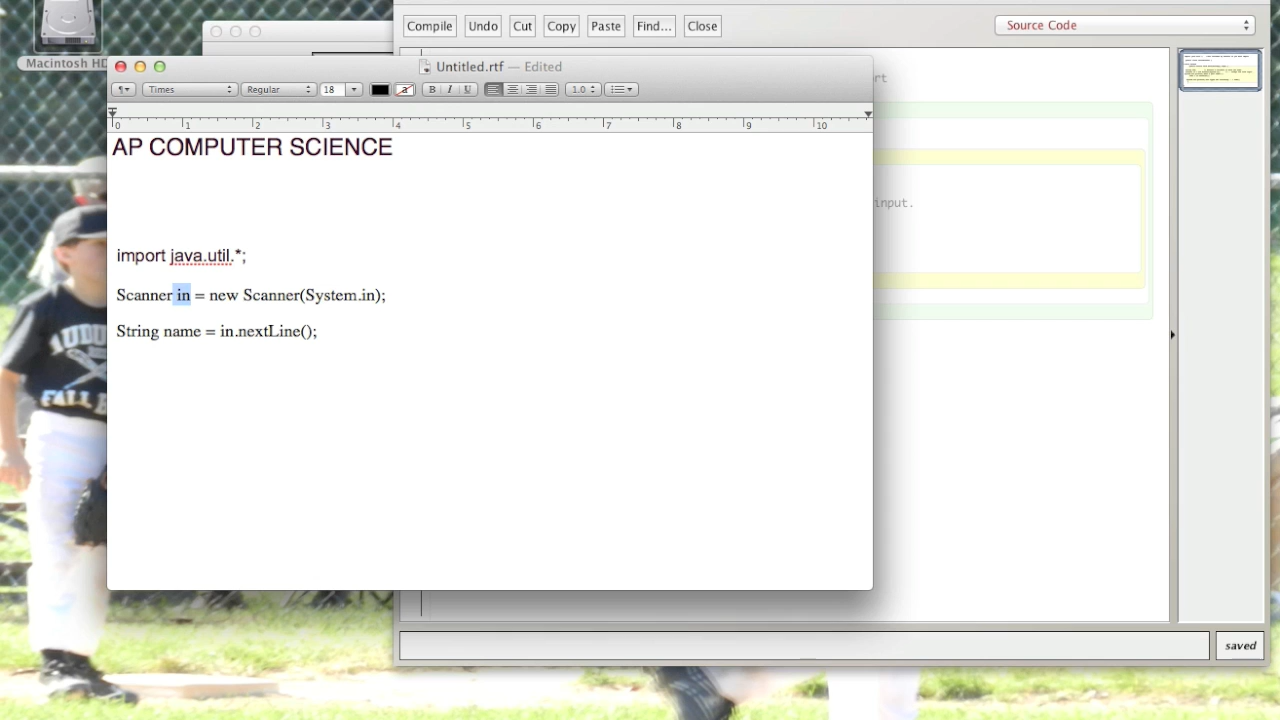 Compile Undo Cut Copy Paste Find... Close Source Code
Macintosh HD
Untitled
Times Regular 18 a B I U 1.0
0 1 2 3 4 5 6 7 8 9 10
AP COMPUTER SCIENCE
import java.util.*;
Scanner in = new Scanner(System.in);
String name = in.nextLine();
input.
AUDU
FALL B
saved